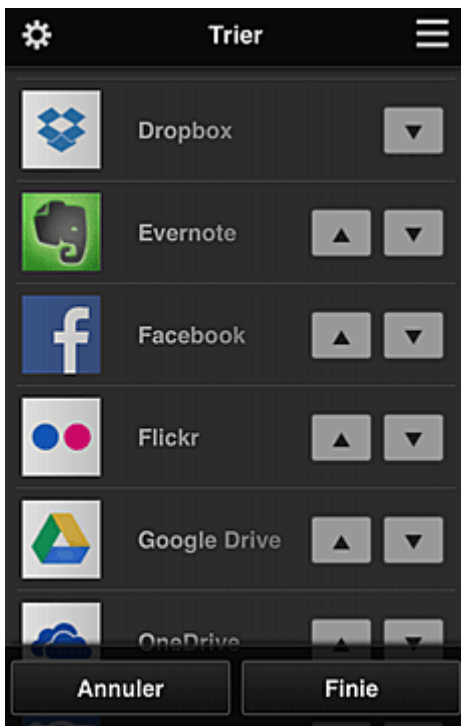 Trier
Dropbox
Evernote
Facebook
Flickr
Google Drive
OneDrive
Annuler
Finie